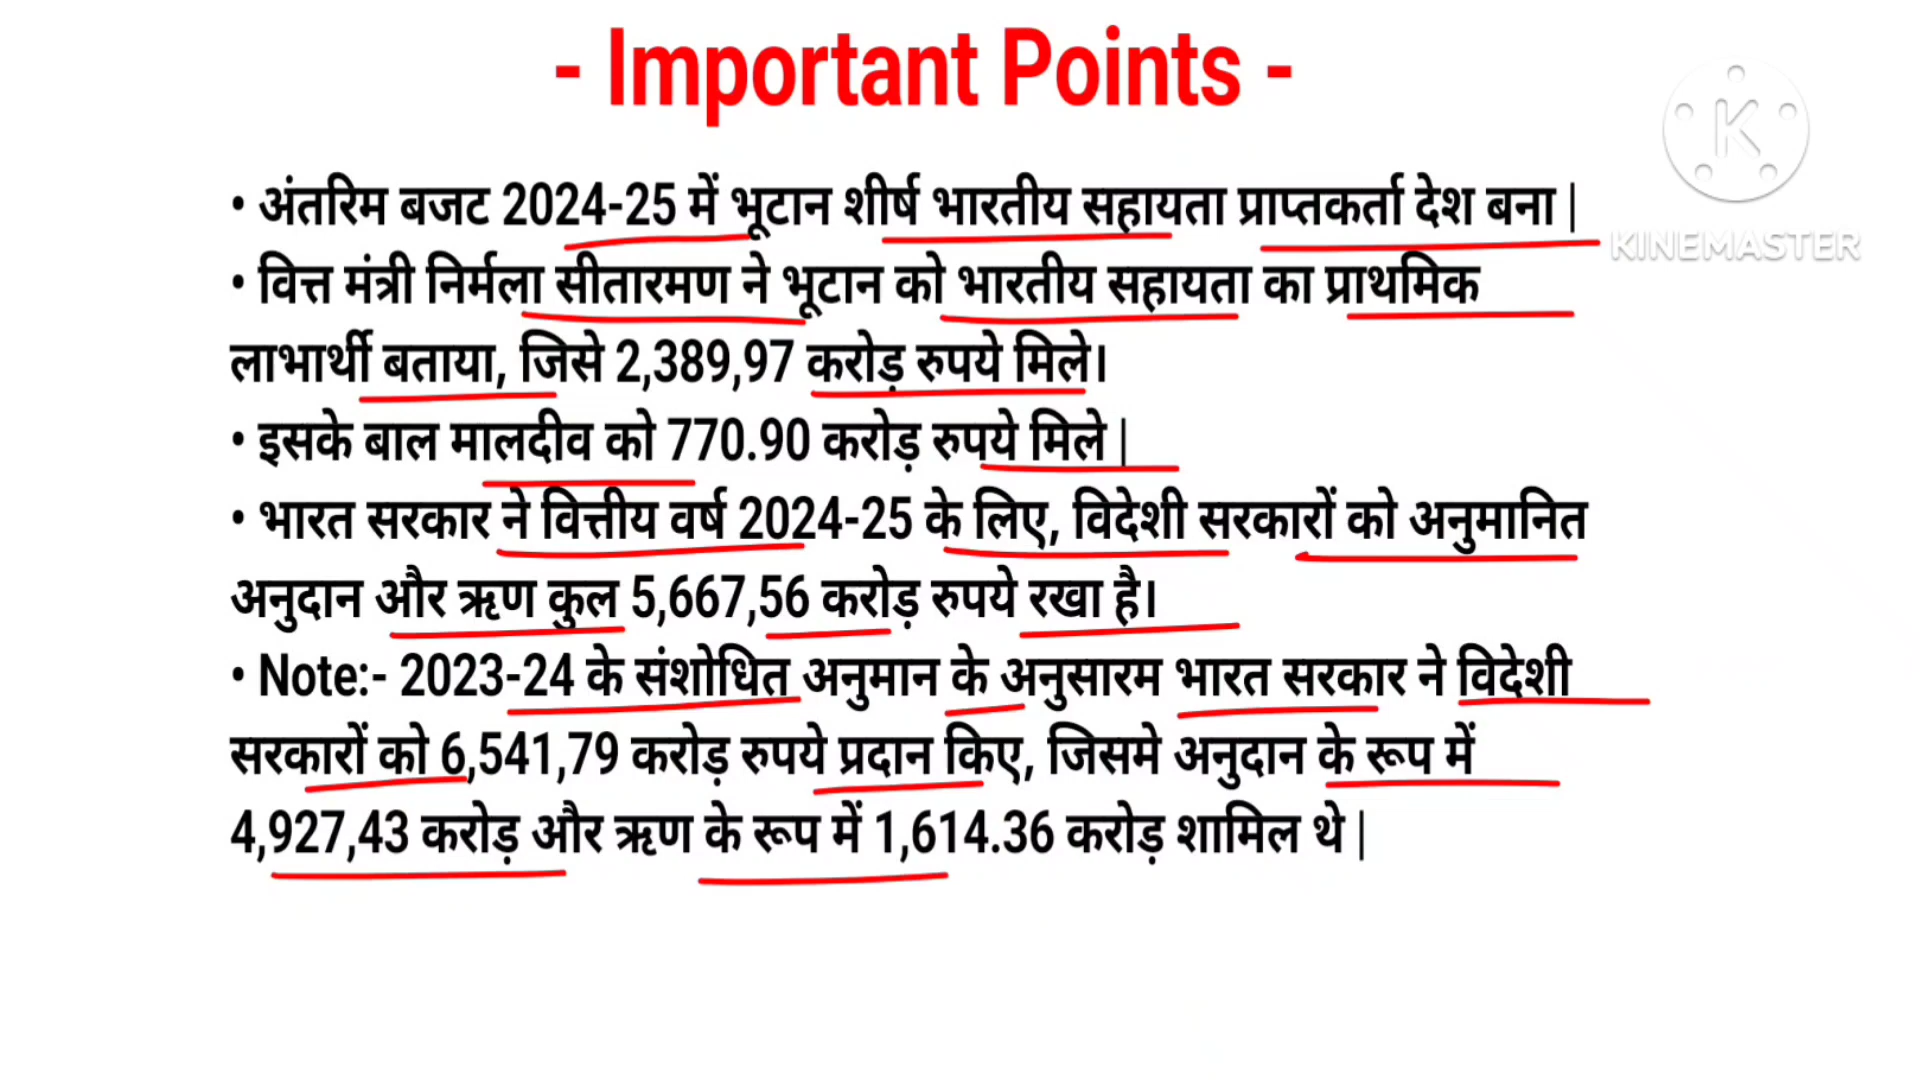 - Important Points -
• अंतरिम बजट 2024-25 में भूटान शीर्ष भारतीय सहायता प्राप्तकर्ता देश बना |
• वित्त मंत्री निर्मला सीतारमण ने भूटान को भारतीय सहायता का प्राथमिक
लाभार्थी बताया, जिसे 2,389,97 करोड़ रुपये मिले।
• इसके बाल मालदीव को 770.90 करोड़ रुपये मिले |
• भारत सरकार ने वित्तीय वर्ष 2024-25 के लिए, विदेशी सरकारों को अनुमानित
अनुदान और ऋण कुल 5,667,56 करोड़ रुपये रखा है।
• Note:- 2023-24 के संशोधित अनुमान के अनुसारम भारत सरकार ने विदेशी
सरकारों को 6,541,79 करोड़ रुपये प्रदान किए, जिसमे अनुदान के रूप में
4,927,43 करोड़ और ऋण के रूप में 1,614.36 करोड़ शामिल थे |
K
KINEMASTER